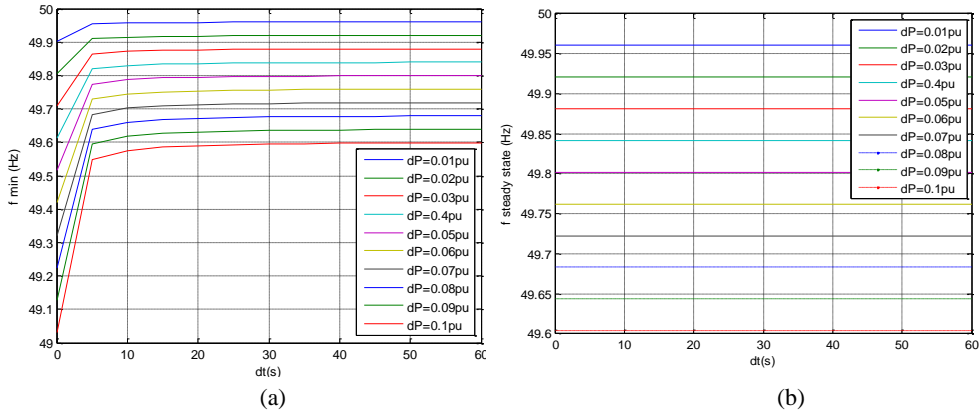 50
49.9
49.8
49.7
49.6
49.5
49.4
49.3
49.2
49.1
49
f min (Hz)
0
10
20
30
40
50
60
dt(s)
dP=0.01pu
dP=0.02pu
dP=0.03pu
dP=0.4pu
dP=0.05pu
dP=0.06pu
dP=0.07pu
dP=0.08pu
dP=0.09pu
dP=0.1pu
(a)
50
49.95
49.9
49.85
49.8
49.75
49.7
49.65
49.6
f steady state (Hz)
0
10
20
30
40
50
60
dt(s)
dP=0.01pu
dP=0.02pu
dP=0.03pu
dP=0.4pu
dP=0.05pu
dP=0.06pu
dP=0.07pu
dP=0.08pu
dP=0.09pu
dP=0.1pu
(b)